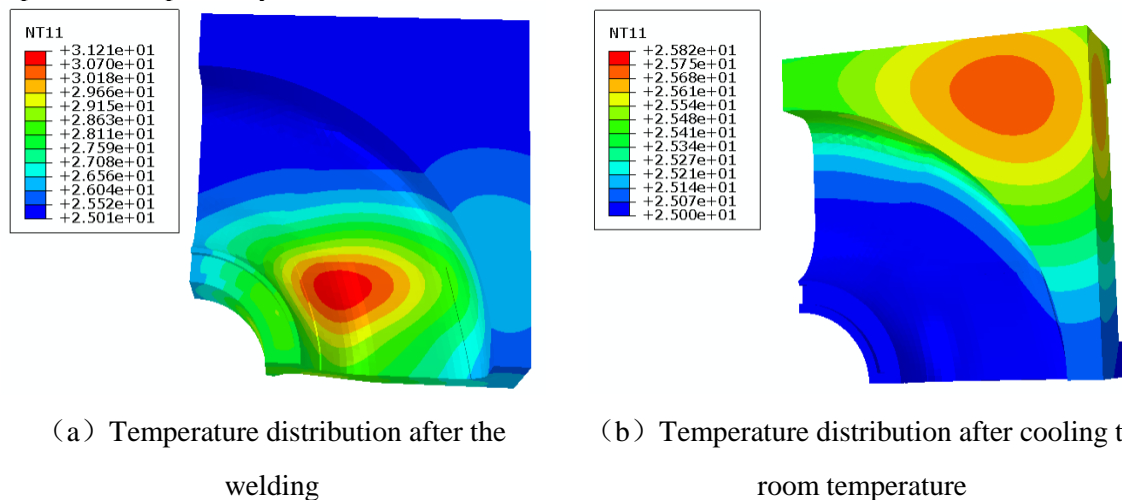 NT11
+3.121e+01
+3.070e+01
+3.018e+01
+2.966e+01
+2.915e+01
+2.863e+01
+2.811e+01
+2.759e+01
+2.708e+01
+2.656e+01
+2.604e+01
+2.552e+01
+2.501e+01
NT11
+2.582e+01
+2.575e+01
+2.568e+01
+2.561e+01
+2.554e+01
+2.548e+01
+2.541e+01
+2.534e+01
+2.527e+01
+2.521e+01
+2.514e+01
+2.507e+01
+2.500e+01
（a）Temperature distribution after the
welding
（b）Temperature distribution after cooling t
room temperature